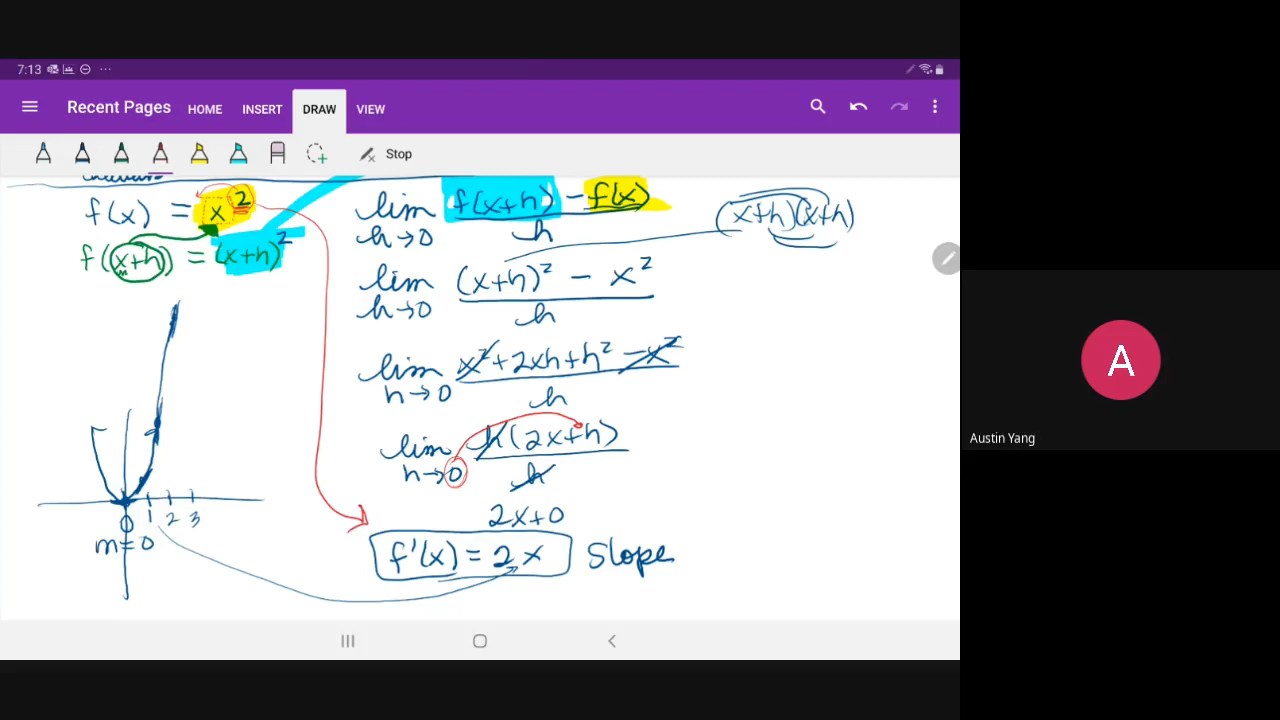 7:13
Recent Pages HOME INSERT DRAW VIEW
Stop
f(x) = x²
f(x+h) = (x+h)²
lim h→0 f(x+h) - f(x) / h
(x+h)(x+h)
lim h→0 (x+h)² - x² / h
lim h→0 x² + 2xh + h² - x² / h
lim h→0 h(2x+h) / h
2x+0
f'(x) = 2x Slope
0 1 2 3
m=0
A
Austin Yang